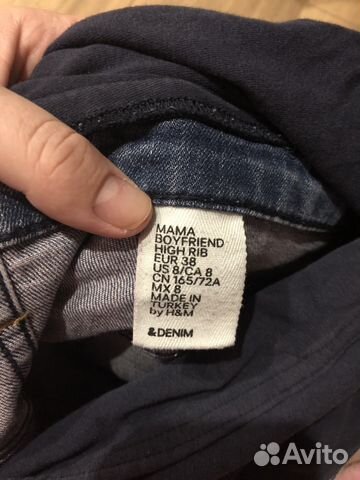 MAMA
BOYFRIEND
HIGH RIB
EUR 38
US 8/CA 8
CN 165/72A
MX 8
MADE IN
TURKEY
by H&M
&DENIM
Avito